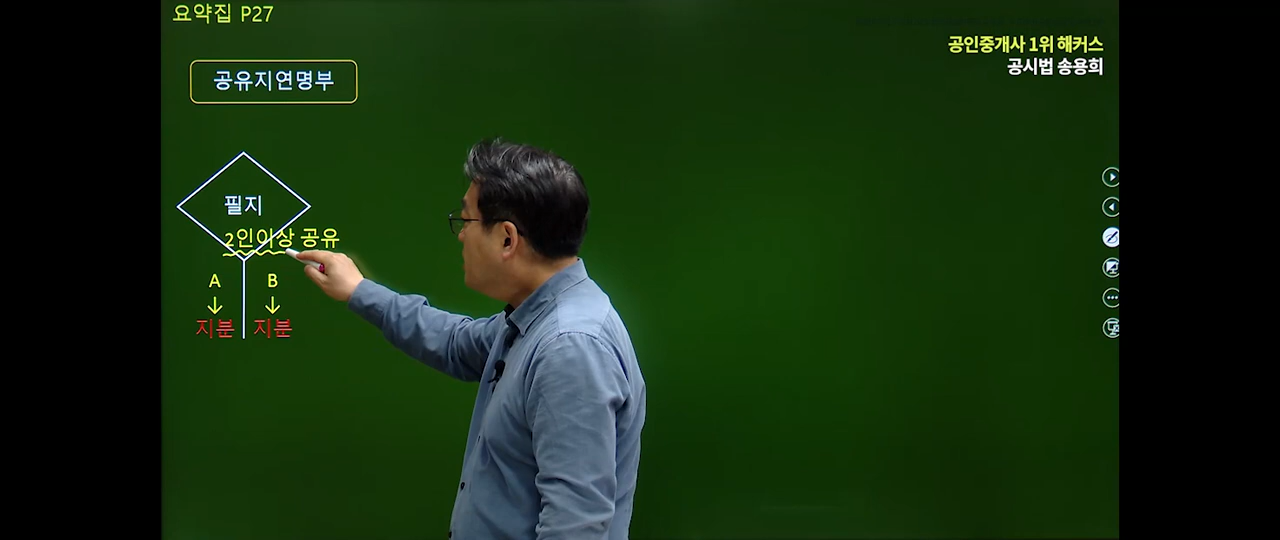 요약집 P27
공인중개사 1위 해커스
공시법 송용희
공유지연명부
필지
2인이상 공유
A B
↓ ↓
지분 지분